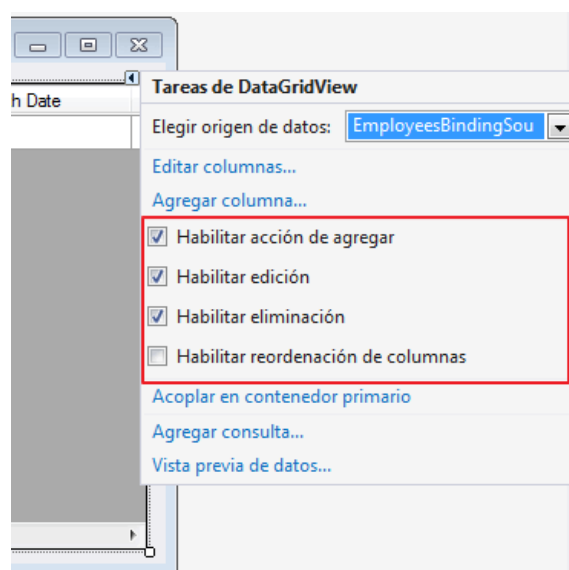 h Date
Tareas de DataGridView
Elegir origen de datos: EmployeesBindingSou
Editar columnas...
Agregar columna...
Habilitar acción de agregar
Habilitar edición
Habilitar eliminación
Habilitar reordenación de columnas
Acoplar en contenedor primario
Agregar consulta...
Vista previa de datos...